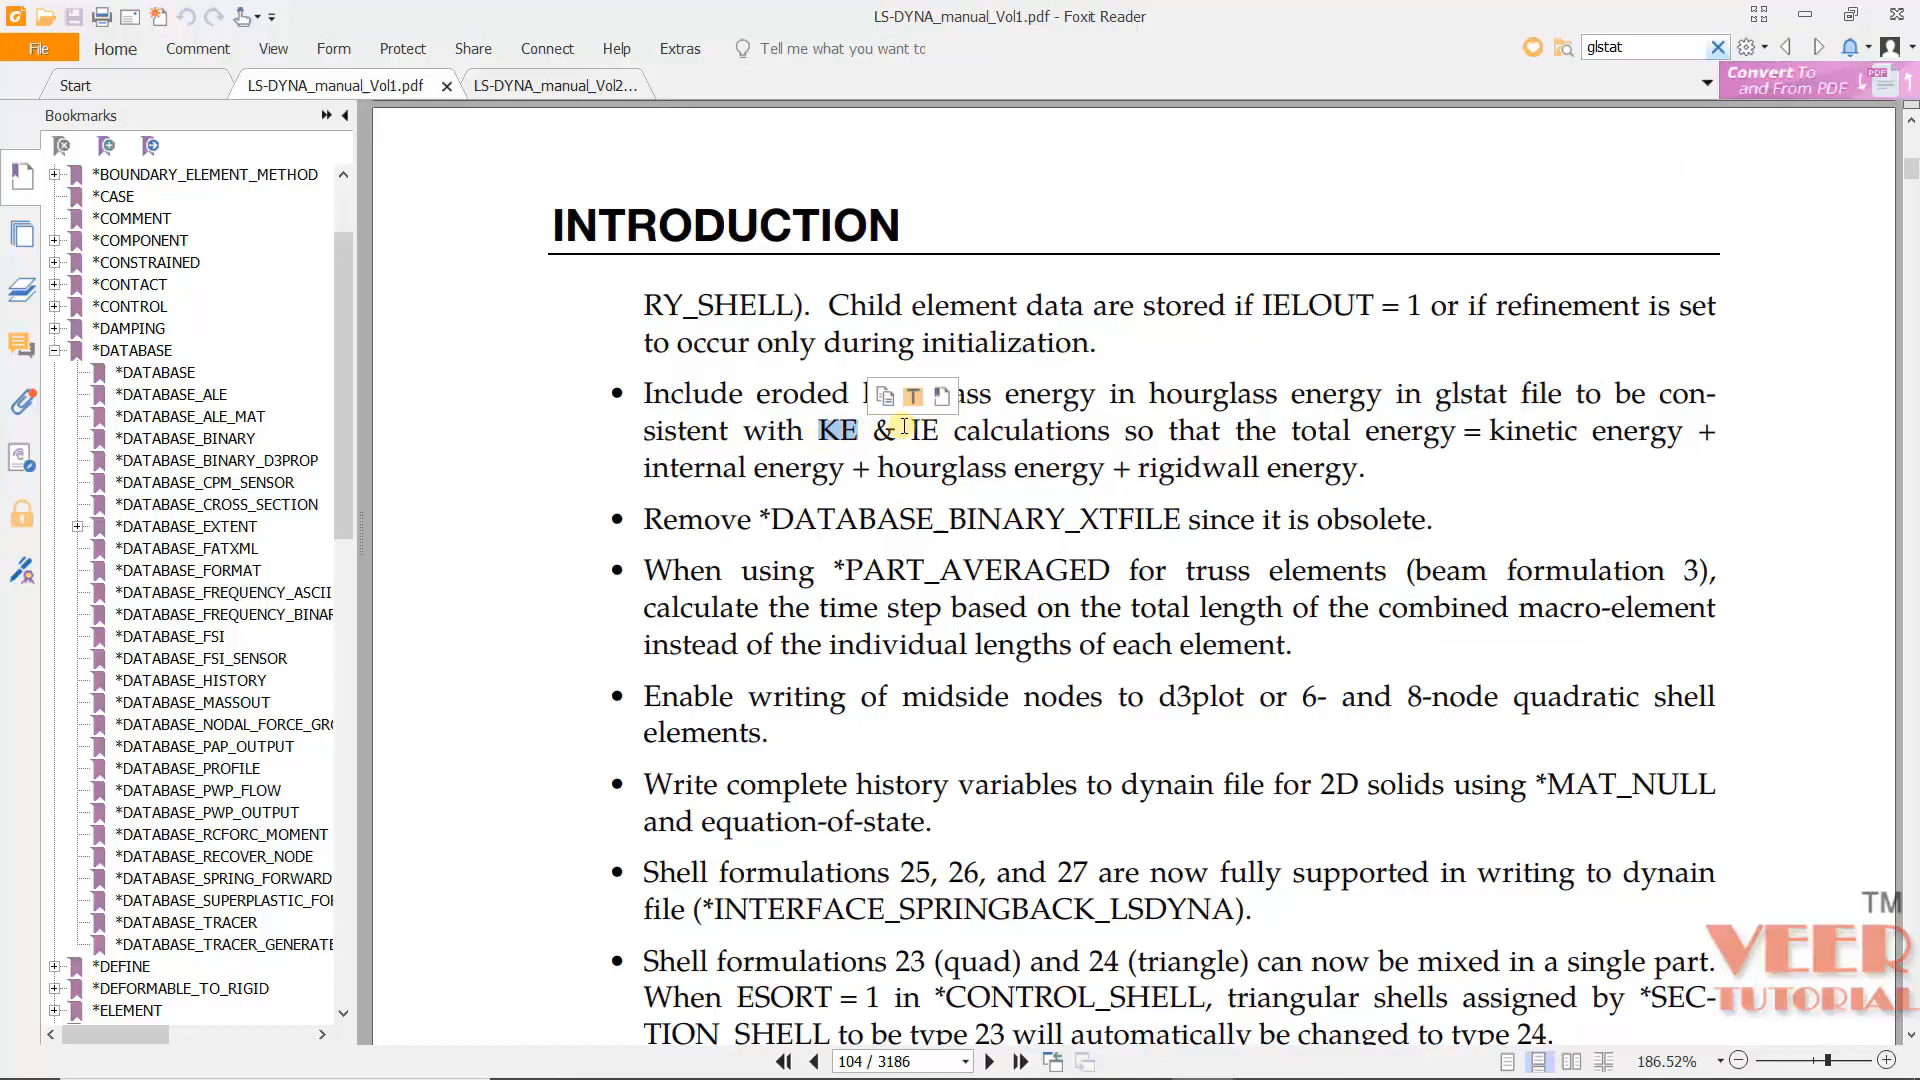 LS-DYNA_manual_Vol1.pdf - Foxit Reader
File Home Comment View Form Protect Share Connect Help Extras Tell me what you want to
glstat
Start LS-DYNA_manual_Vol1.pdf LS-DYNA_manual_Vol2...
Convert To
and From PDF
PDF
Bookmarks
*BOUNDARY_ELEMENT_METHOD
*CASE
*COMMENT
*COMPONENT
*CONSTRAINED
*CONTACT
*CONTROL
*DAMPING
*DATABASE
*DATABASE
*DATABASE_ALE
*DATABASE_ALE_MAT
*DATABASE_BINARY
*DATABASE_BINARY_D3PROP
*DATABASE_CPM_SENSOR
*DATABASE_CROSS_SECTION
*DATABASE_EXTENT
*DATABASE_FATXML
*DATABASE_FORMAT
*DATABASE_FREQUENCY_ASCII
*DATABASE_FREQUENCY_BINAR
*DATABASE_FSI
*DATABASE_FSI_SENSOR
*DATABASE_HISTORY
*DATABASE_MASSOUT
*DATABASE_NODAL_FORCE_GR
*DATABASE_PAP_OUTPUT
*DATABASE_PROFILE
*DATABASE_PWP_FLOW
*DATABASE_PWP_OUTPUT
*DATABASE_RCFORC_MOMENT
*DATABASE_RECOVER_NODE
*DATABASE_SPRING_FORWARD
*DATABASE_SUPERPLASTIC_FO
*DATABASE_TRACER
*DATABASE_TRACER_GENERATE
*DEFINE
*DEFORMABLE_TO_RIGID
*ELEMENT
INTRODUCTION
RY_SHELL). Child element data are stored if IELOUT = 1 or if refinement is set
to occur only during initialization.
• Include eroded ass energy in hourglass energy in glstat file to be con-
sistent with KE & IE calculations so that the total energy = kinetic energy +
internal energy + hourglass energy + rigidwall energy.
• Remove *DATABASE_BINARY_XTFILE since it is obsolete.
• When using *PART_AVERAGED for truss elements (beam formulation 3),
calculate the time step based on the total length of the combined macro-element
instead of the individual lengths of each element.
• Enable writing of midside nodes to d3plot or 6- and 8-node quadratic shell
elements.
• Write complete history variables to dynain file for 2D solids using *MAT_NULL
and equation-of-state.
• Shell formulations 25, 26, and 27 are now fully supported in writing to dynain
file (*INTERFACE_SPRINGBACK_LSDYNA).
• Shell formulations 23 (quad) and 24 (triangle) can now be mixed in a single part.
When ESORT = 1 in *CONTROL_SHELL, triangular shells assigned by *SEC-
TION_SHELL to be type 23 will automatically be changed to type 24.
TM
VEER
TUTORIAL
104 / 3186
186.52%